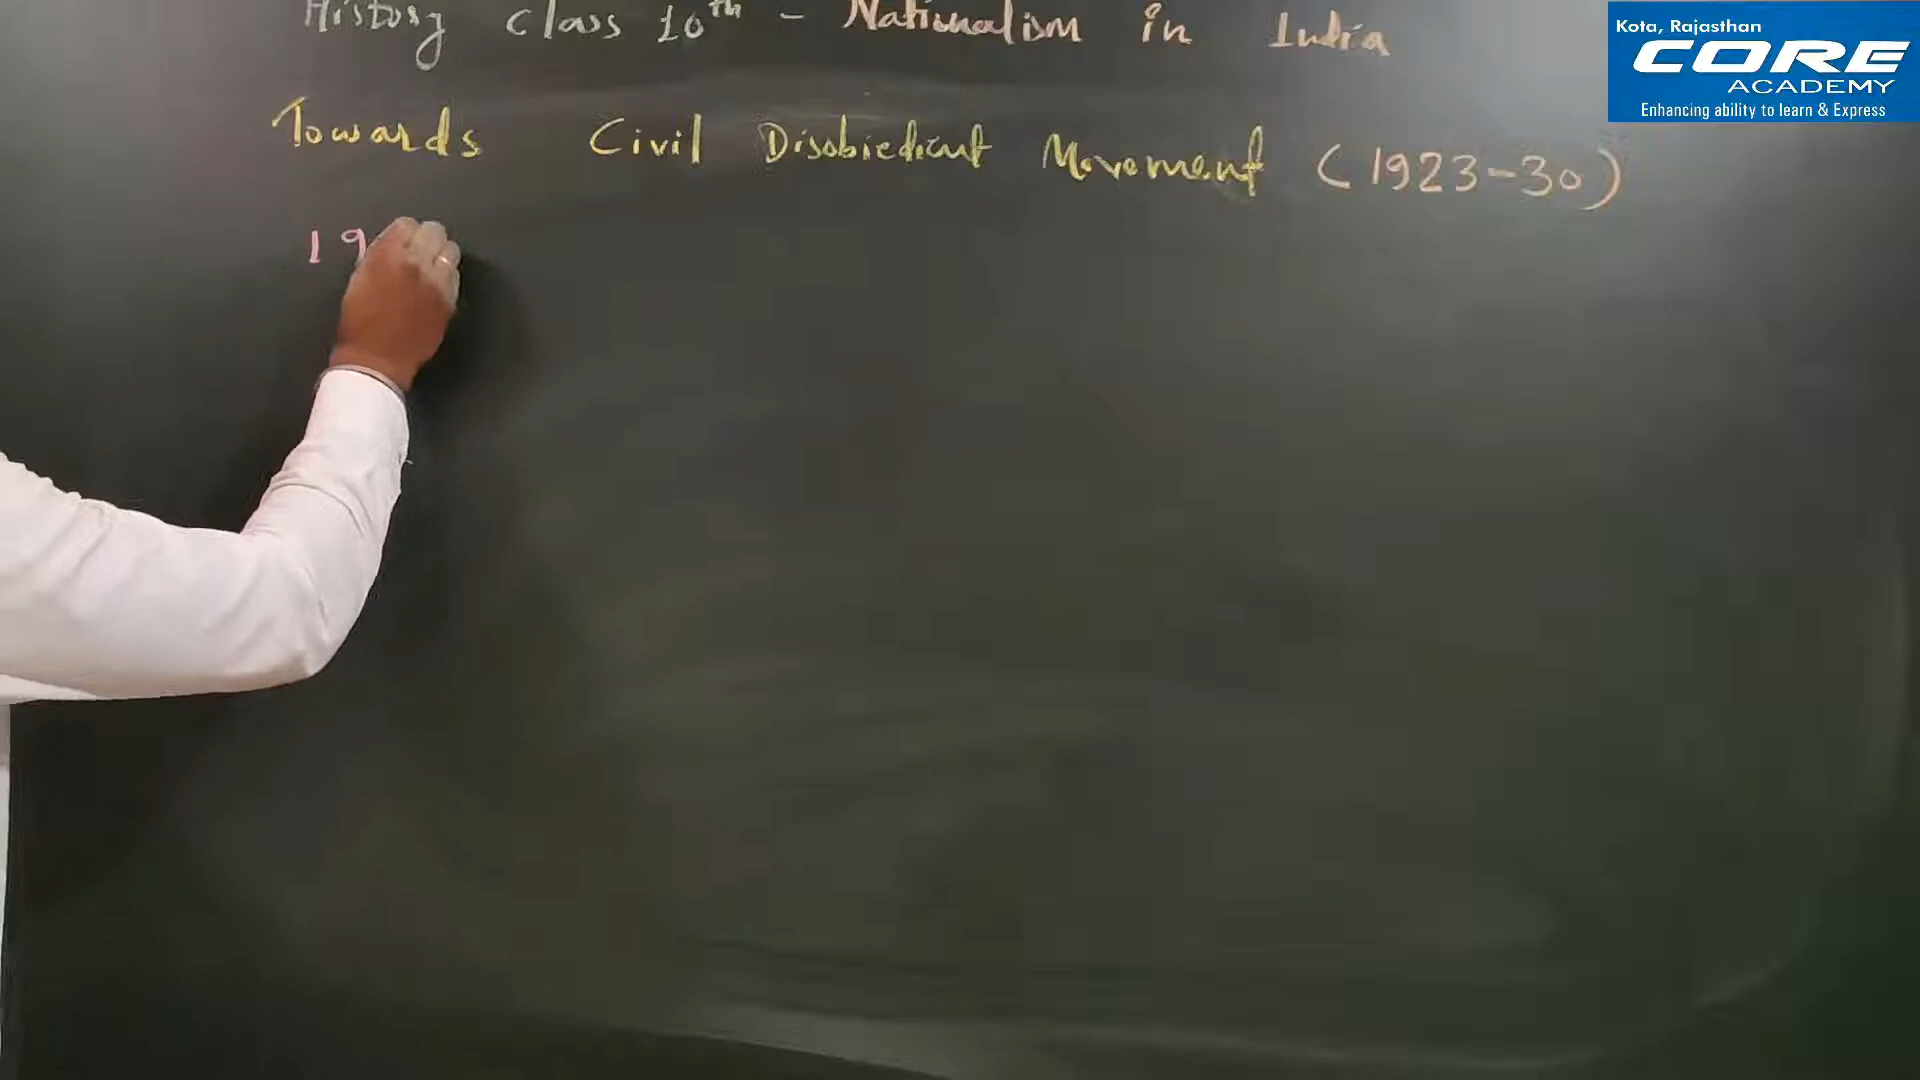 History Class 10th - Nationalism in India
Kota, Rajasthan
CORE
ACADEMY
Enhancing ability to learn & Express
Towards Civil Disobiedient Movement (1923-30)
19